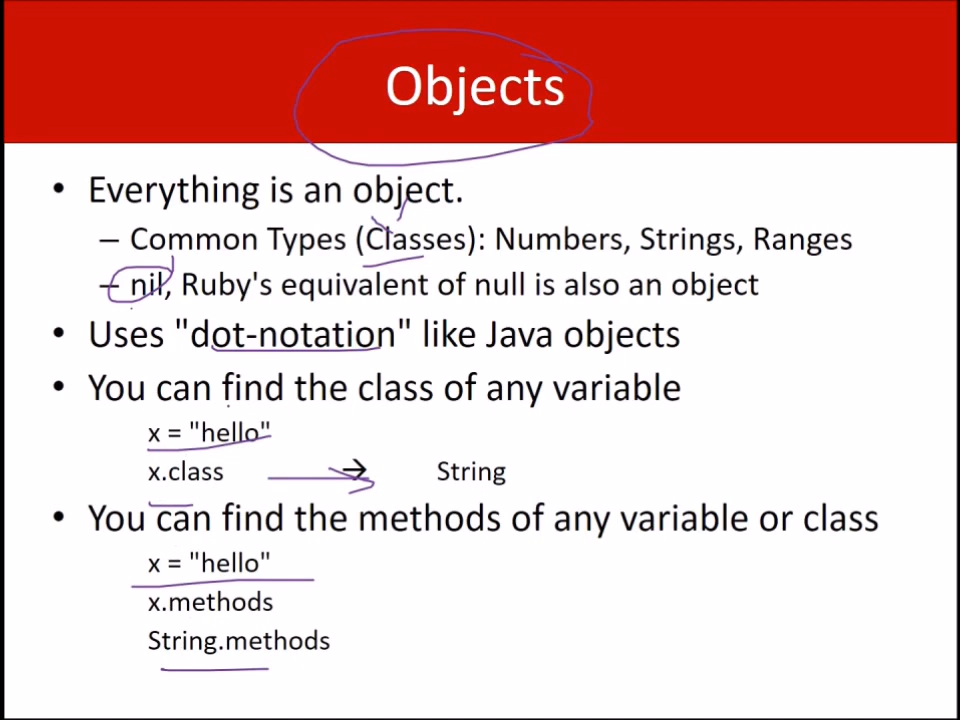 Objects
• Everything is an object.
– Common Types (Classes): Numbers, Strings, Ranges
– nil, Ruby's equivalent of null is also an object
• Uses "dot-notation" like Java objects
• You can find the class of any variable
x = "hello"
x.class → String
• You can find the methods of any variable or class
x = "hello"
x.methods
String.methods